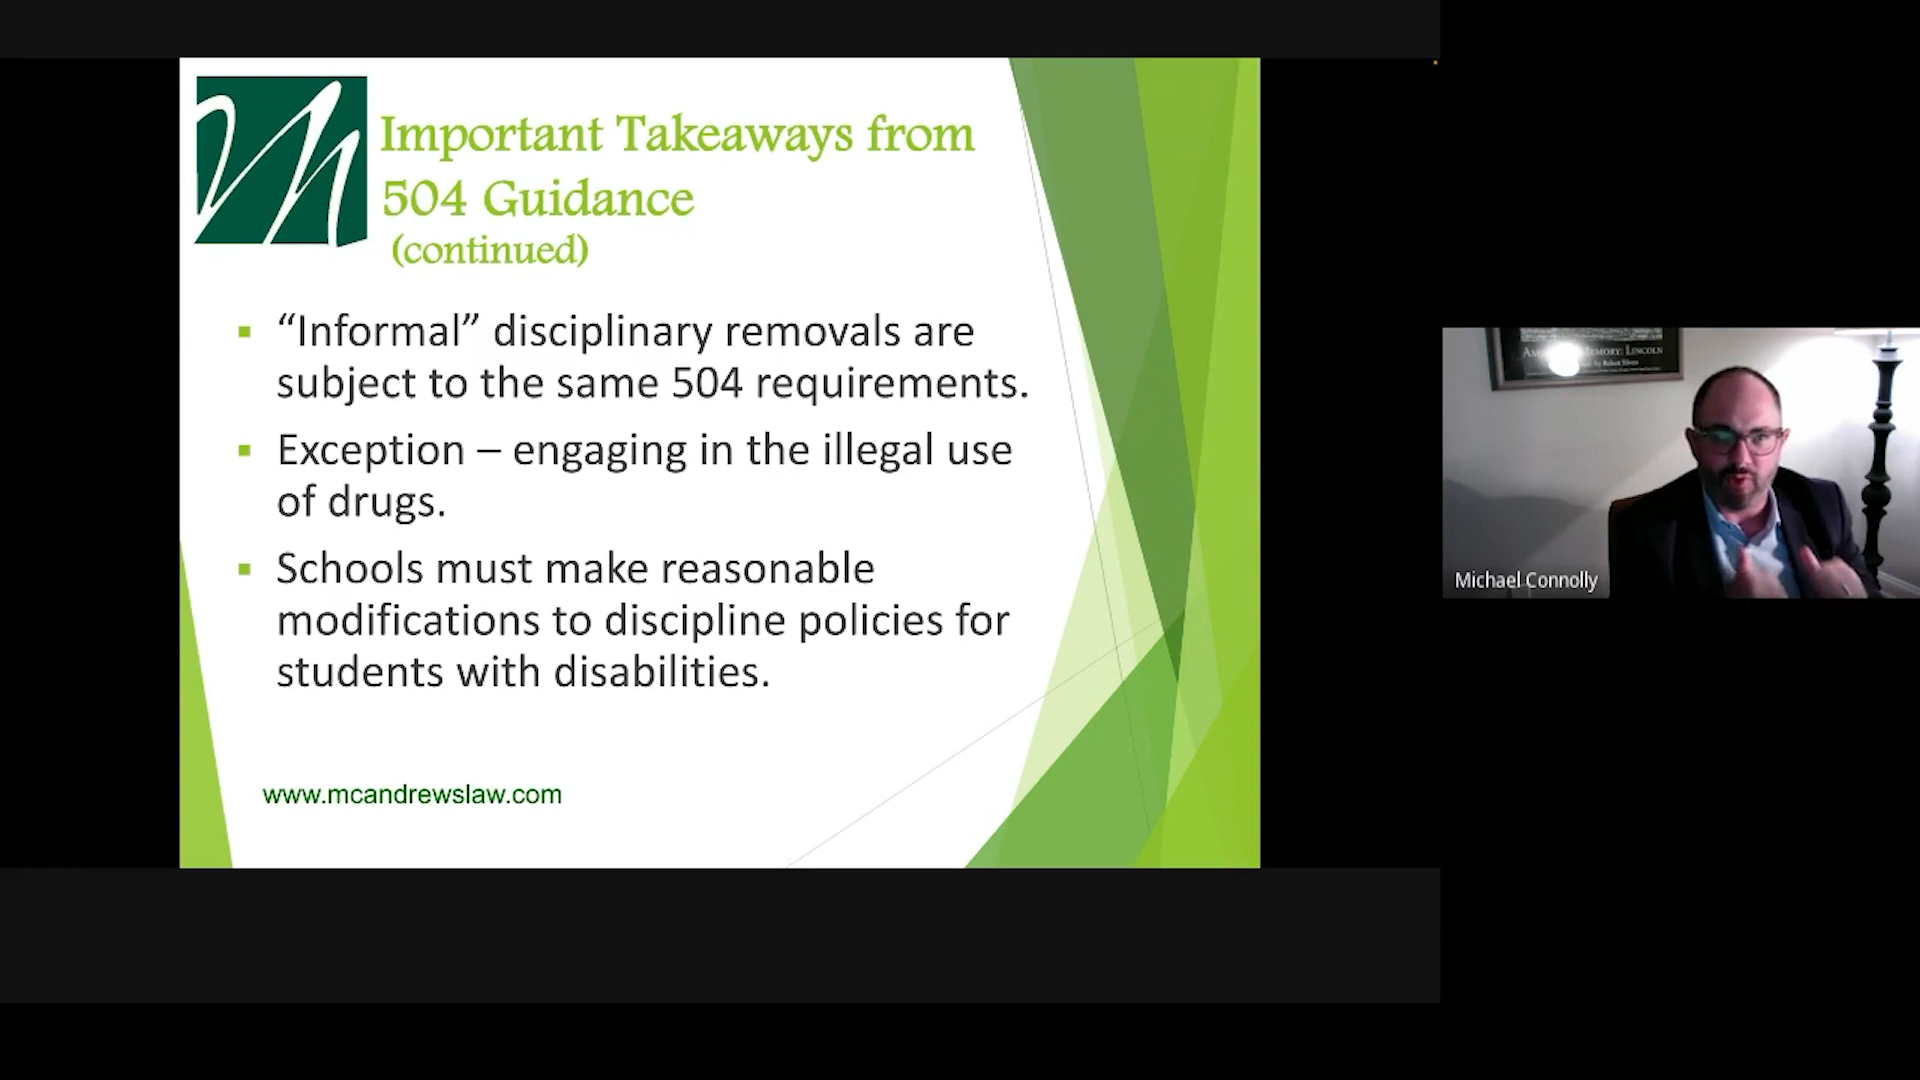 Important Takeaways from
504 Guidance
(continued)
“Informal” disciplinary removals are
subject to the same 504 requirements.
Exception – engaging in the illegal use
of drugs.
Schools must make reasonable
modifications to discipline policies for
students with disabilities.
www.mcandrewslaw.com
LINCOLN
Michael Connolly